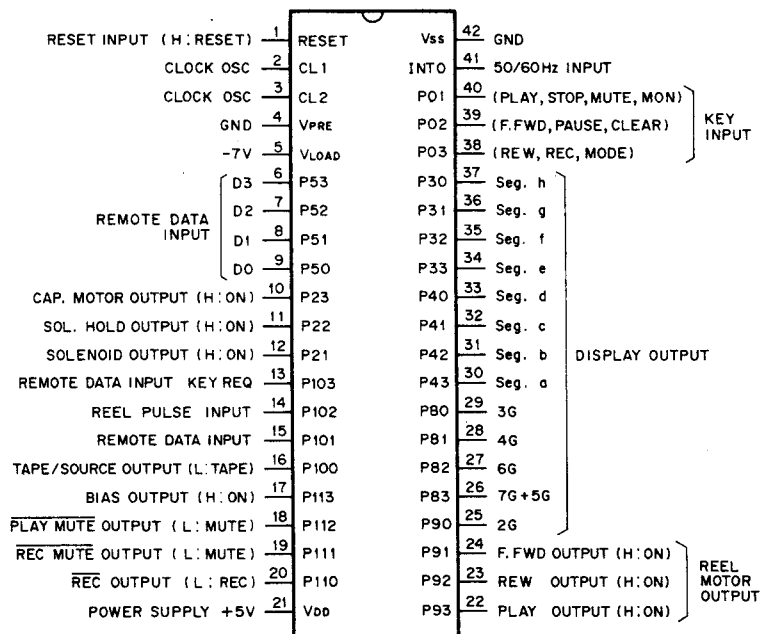 RESET INPUT (H:RESET) 1 RESET Vss 42 GND
CLOCK OSC 2 CL1 INTO 41 50/60Hz INPUT
CLOCK OSC 3 CL2 P01 40 (PLAY, STOP, MUTE, MON)
GND 4 VPRE P02 39 (F.FWD, PAUSE, CLEAR)
KEY INPUT
-7V 5 VLOAD P03 38 (REW, REC, MODE)
D3 6 P53 P30 37 Seg. h
D2 7 P52 P31 36 Seg. g
REMOTE DATA INPUT
D1 8 P51 P32 35 Seg. f
D0 9 P50 P33 34 Seg. e
CAP. MOTOR OUTPUT (H:ON) 10 P23 P40 33 Seg. d
SOL. HOLD OUTPUT (H:ON) 11 P22 P41 32 Seg. c
SOLENOID OUTPUT (H:ON) 12 P21 P42 31 Seg. b
DISPLAY OUTPUT
REMOTE DATA INPUT KEY REQ 13 P103 P43 30 Seg. a
REEL PULSE INPUT 14 P102 P80 29 3G
REMOTE DATA INPUT 15 P101 P81 28 4G
TAPE/SOURCE OUTPUT (L:TAPE) 16 P100 P82 27 6G
BIAS OUTPUT (H:ON) 17 P113 P83 26 7G+5G
PLAY MUTE OUTPUT (L:MUTE) 18 P112 P90 25 2G
REC MUTE OUTPUT (L:MUTE) 19 P111 P91 24 F.FWD OUTPUT (H:ON)
REC OUTPUT (L:REC) 20 P110 P92 23 REW OUTPUT (H:ON)
REEL MOTOR OUTPUT
POWER SUPPLY +5V 21 VDD P93 22 PLAY OUTPUT (H:ON)